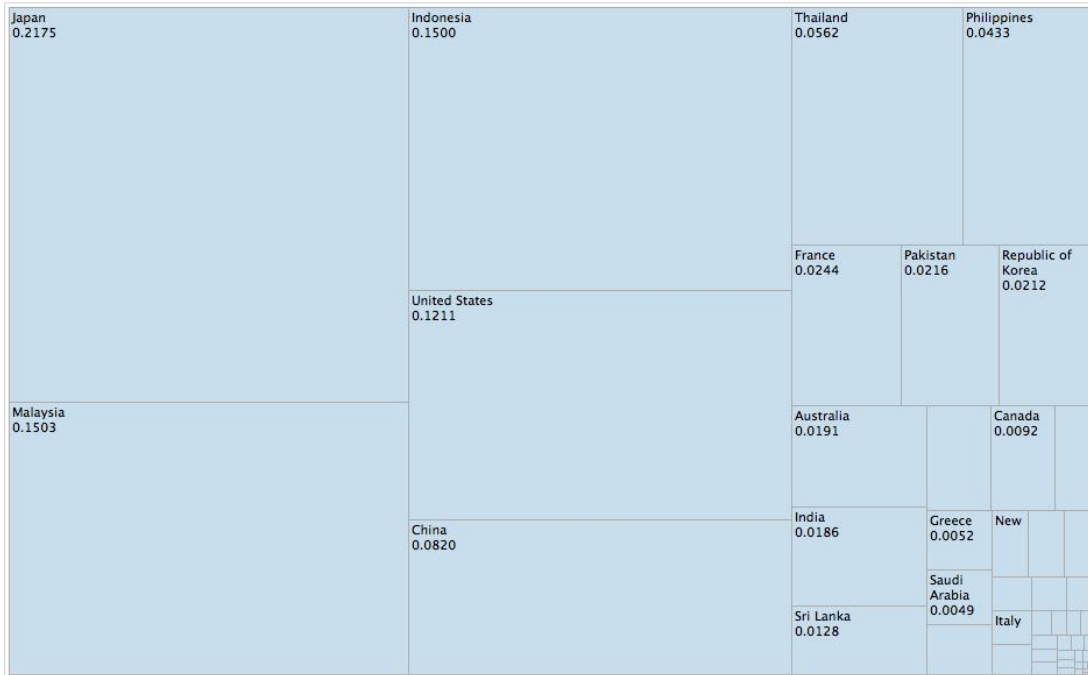 Japan
0.2175
Indonesia
0.1500
Thailand
0.0562
Philippines
0.0433
France
0.0244
Pakistan
0.0216
Republic of
Korea
0.0212
United States
0.1211
Malaysia
0.1503
Australia
0.0191
Canada
0.0092
India
0.0186
Greece
0.0052
New
China
0.0820
Saudi
Arabia
0.0049
Sri Lanka
0.0128
Italy